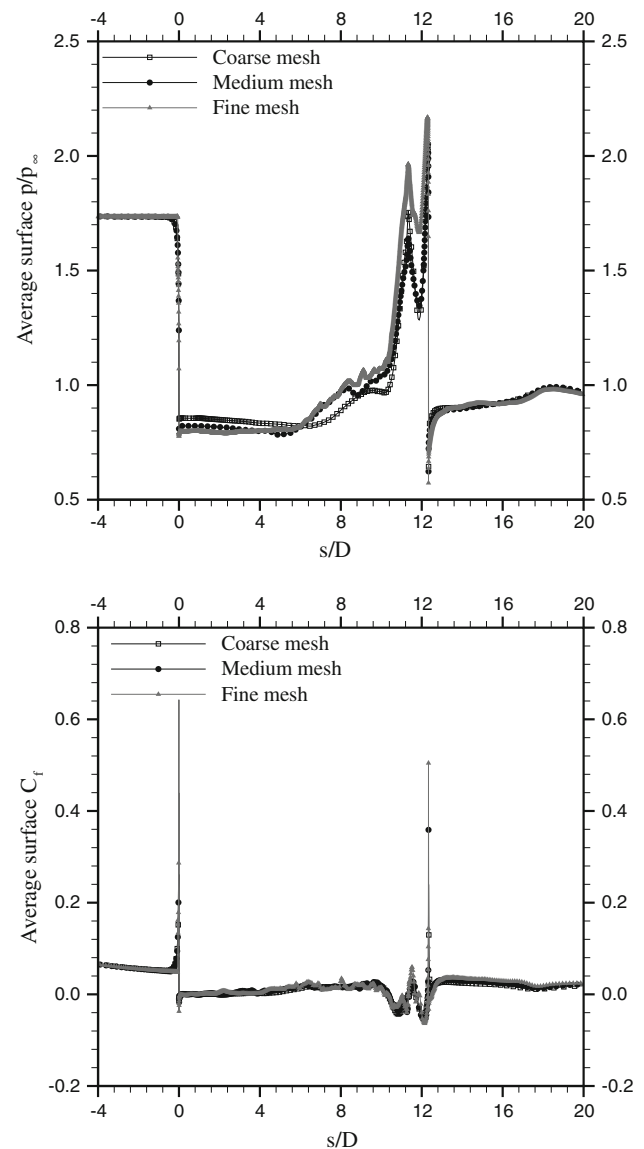 -4 0 4 8 12 16 20
2.5 2.5
Coarse mesh
Medium mesh
Fine mesh
2.0 2.0
1.5 1.5
1.0 1.0
0.5 0.5
Average surface p/p∞
-4 0 4 8 12 16 20
s/D
-4 0 4 8 12 16 20
0.8 0.8
Coarse mesh
Medium mesh
Fine mesh
0.6 0.6
0.4 0.4
0.2 0.2
0.0 0.0
-0.2 -0.2
Average surface Cf
-4 0 4 8 12 16 20
s/D